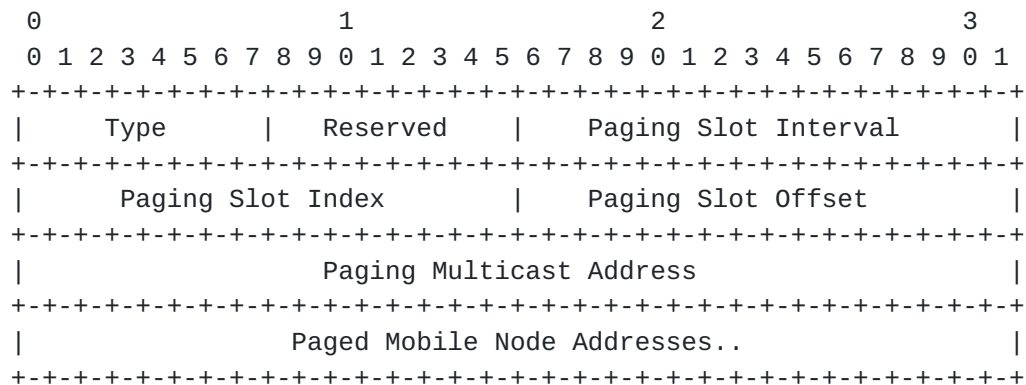 0                   1                   2                   3
 0 1 2 3 4 5 6 7 8 9 0 1 2 3 4 5 6 7 8 9 0 1 2 3 4 5 6 7 8 9 0 1
+-+-+-+-+-+-+-+-+-+-+-+-+-+-+-+-+-+-+-+-+-+-+-+-+-+-+-+-+-+-+-+-+
|     Type      |   Reserved    |    Paging Slot Interval       |
+-+-+-+-+-+-+-+-+-+-+-+-+-+-+-+-+-+-+-+-+-+-+-+-+-+-+-+-+-+-+-+-+
|      Paging Slot Index        |    Paging Slot Offset         |
+-+-+-+-+-+-+-+-+-+-+-+-+-+-+-+-+-+-+-+-+-+-+-+-+-+-+-+-+-+-+-+-+
|                   Paging Multicast Address                    |
+-+-+-+-+-+-+-+-+-+-+-+-+-+-+-+-+-+-+-+-+-+-+-+-+-+-+-+-+-+-+-+-+
|                 Paged Mobile Node Addresses..                 |
+-+-+-+-+-+-+-+-+-+-+-+-+-+-+-+-+-+-+-+-+-+-+-+-+-+-+-+-+-+-+-+-+